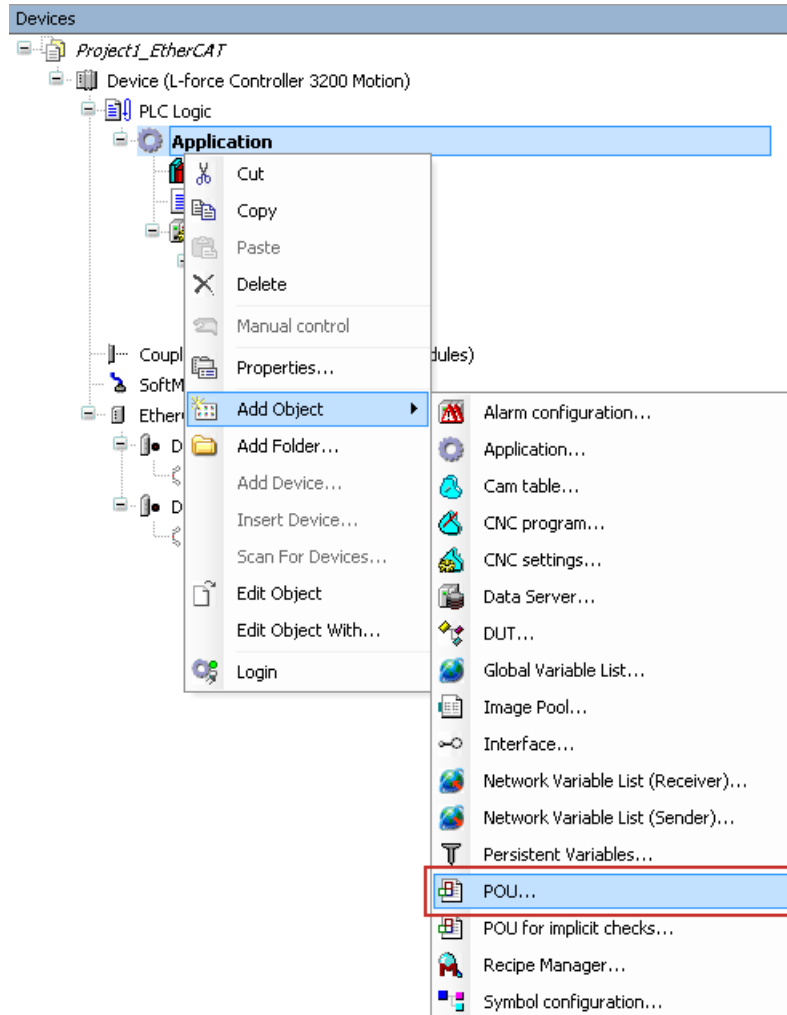 Devices
Project1_EtherCAT
Device (L-force Controller 3200 Motion)
PLC Logic
Application
Cut
Copy
Paste
Delete
Manual control
Coupl
dules)
Properties...
SoftM
Add Object
Ether
Add Folder...
D
Add Device...
Insert Device...
D
Scan For Devices...
Edit Object
Edit Object With...
Login
Alarm configuration...
Application...
Cam table...
CNC program...
CNC settings...
Data Server...
DUT...
Global Variable List...
Image Pool...
Interface...
Network Variable List (Receiver)...
Network Variable List (Sender)...
Persistent Variables...
POU...
POU for implicit checks...
Recipe Manager...
Symbol configuration...